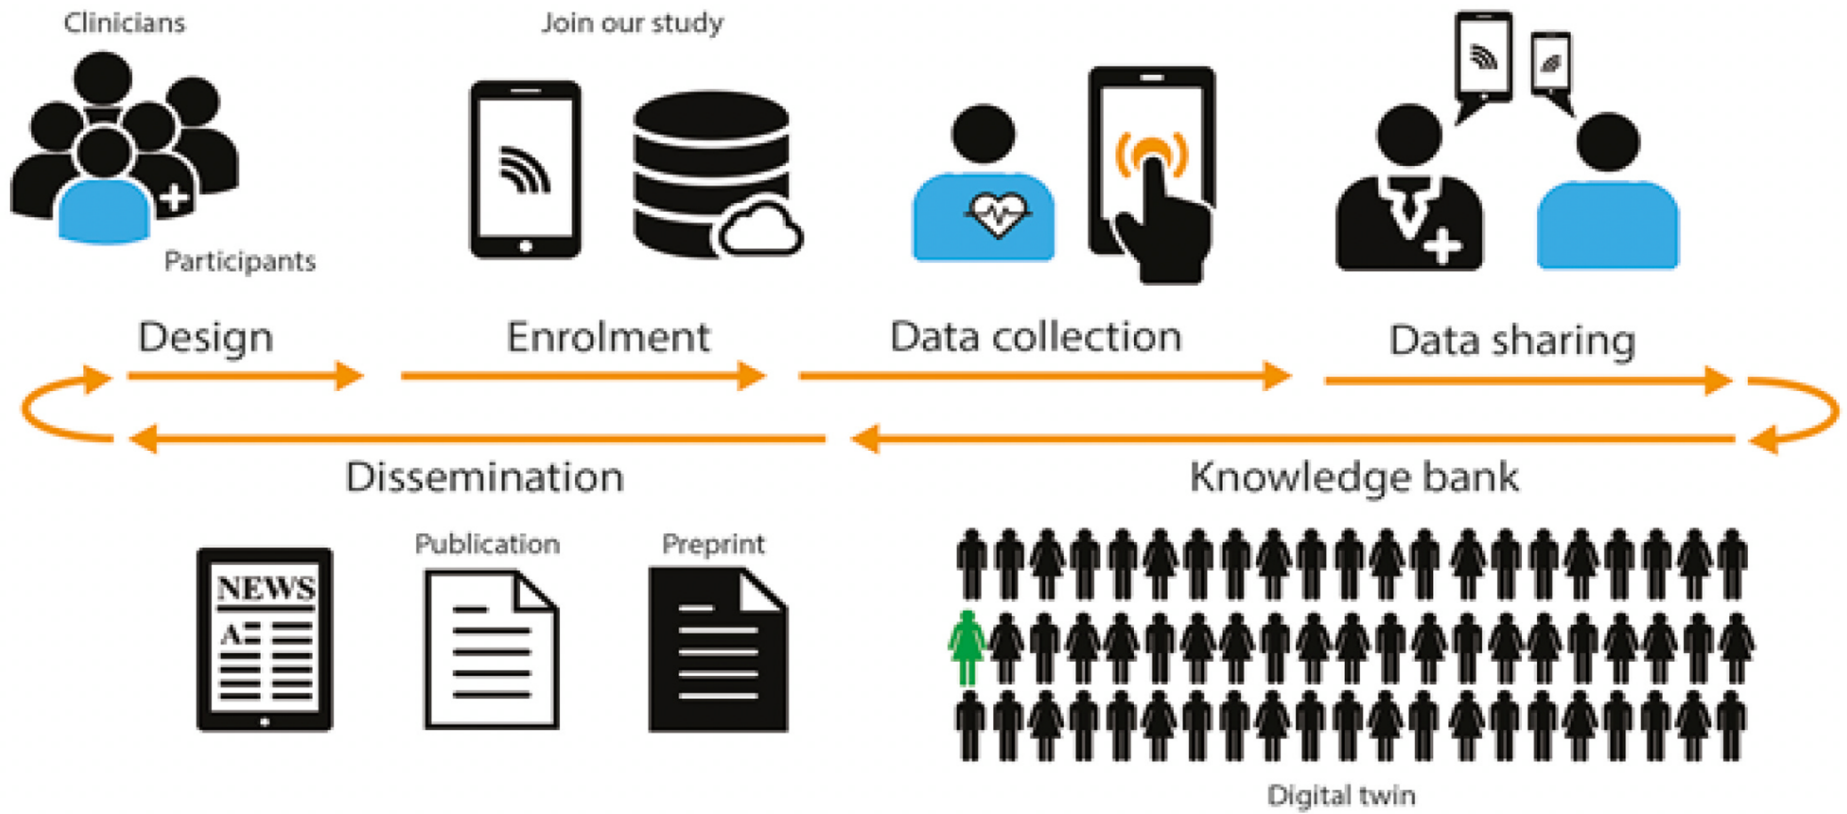 Clinicians
Join our study
Participants
Design
Enrolment
Data collection
Data sharing
Dissemination
Knowledge bank
Publication
Preprint
NEWS
A
Digital twin